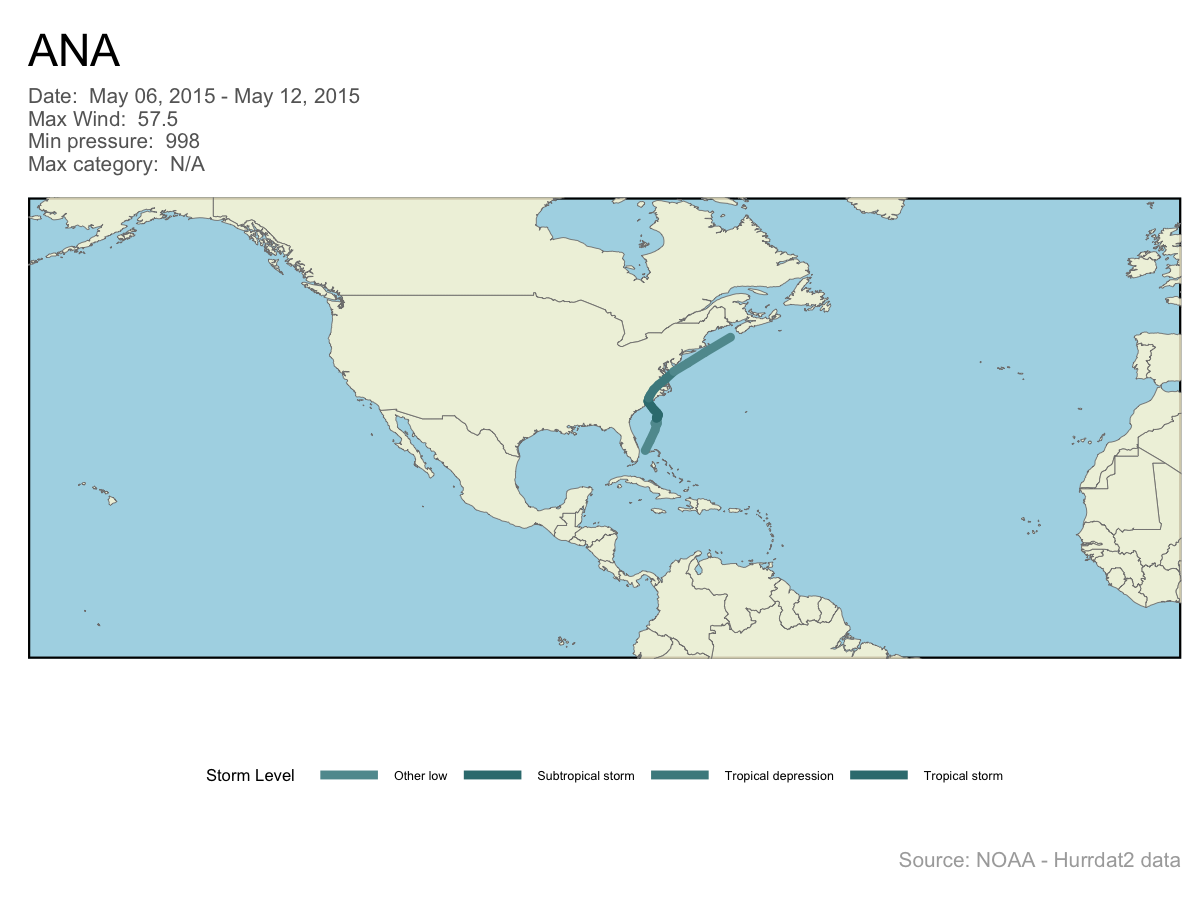 ANA
Date:  May 06, 2015 - May 12, 2015
Max Wind:  57.5
Min pressure:  998
Max category:  N/A
Storm Level
Other low
Subtropical storm
Tropical depression
Tropical storm
Source: NOAA - Hurrdat2 data